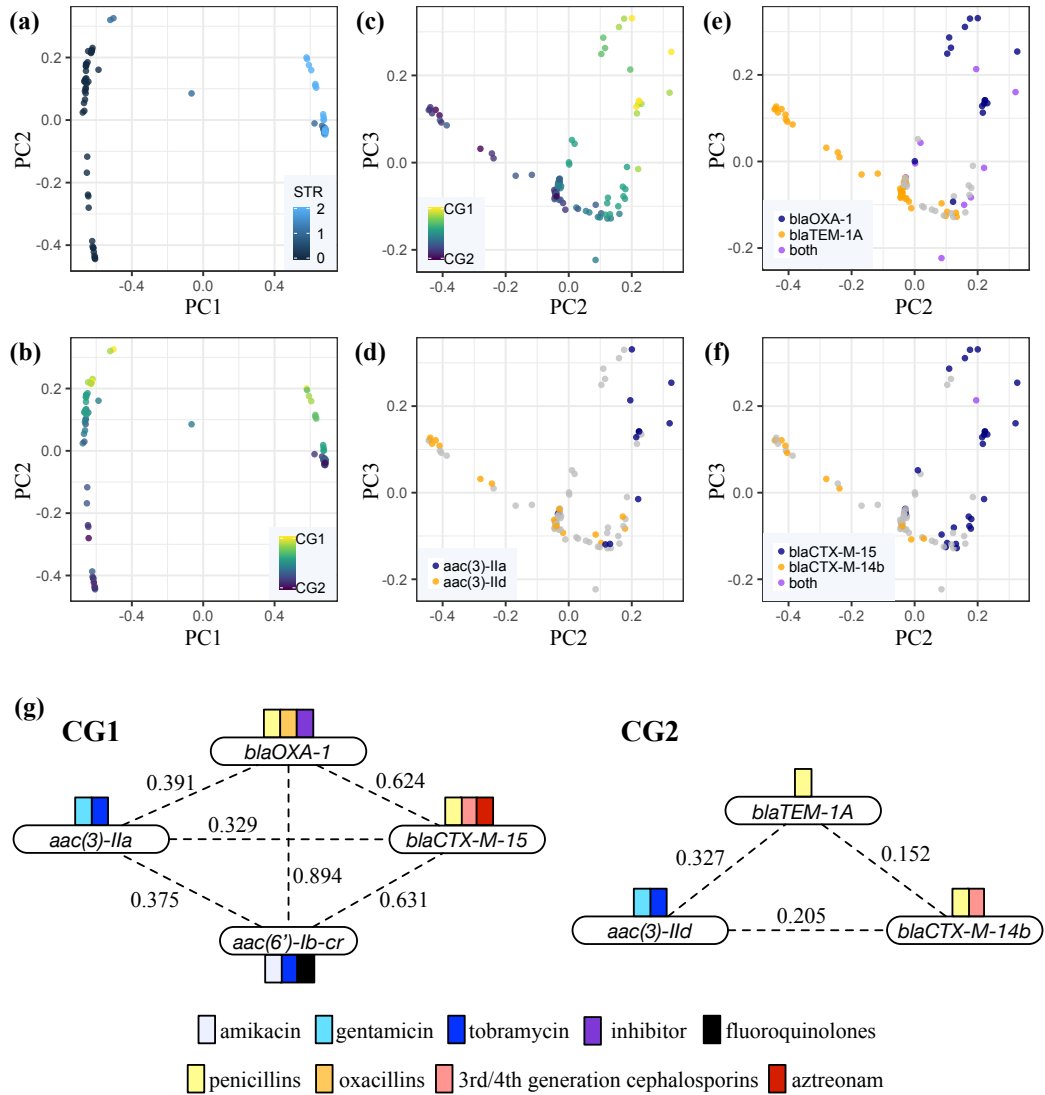 (a)
0.2
0.0
-0.2
-0.4
PC2
-0.4
0.0
0.4
PC1
STR
2
1
0
(c)
0.2
0.0
-0.2
PC3
-0.4
-0.2
0.0
0.2
PC2
CG1
CG2
(e)
0.2
0.0
-0.2
PC3
-0.4
-0.2
0.0
0.2
PC2
blaOXA-1
blaTEM-1A
both
(b)
0.2
0.0
-0.2
-0.4
PC2
-0.4
0.0
0.4
PC1
CG1
CG2
(d)
0.2
0.0
-0.2
PC3
-0.4
-0.2
0.0
0.2
PC2
aac(3)-IIa
aac(3)-IId
(f)
0.2
0.0
-0.2
PC3
-0.4
-0.2
0.0
0.2
PC2
blaCTX-M-15
blaCTX-M-14b
both
(g)
CG1
blaOXA-1
0.391
0.624
aac(3)-IIa
0.329
blaCTX-M-15
0.894
0.375
0.631
aac(6')-Ib-cr
CG2
blaTEM-1A
0.327
0.152
aac(3)-IId
0.205
blaCTX-M-14b
amikacin gentamicin tobramycin inhibitor fluoroquinolones
penicillins oxacillins 3rd/4th generation cephalosporins aztreonam